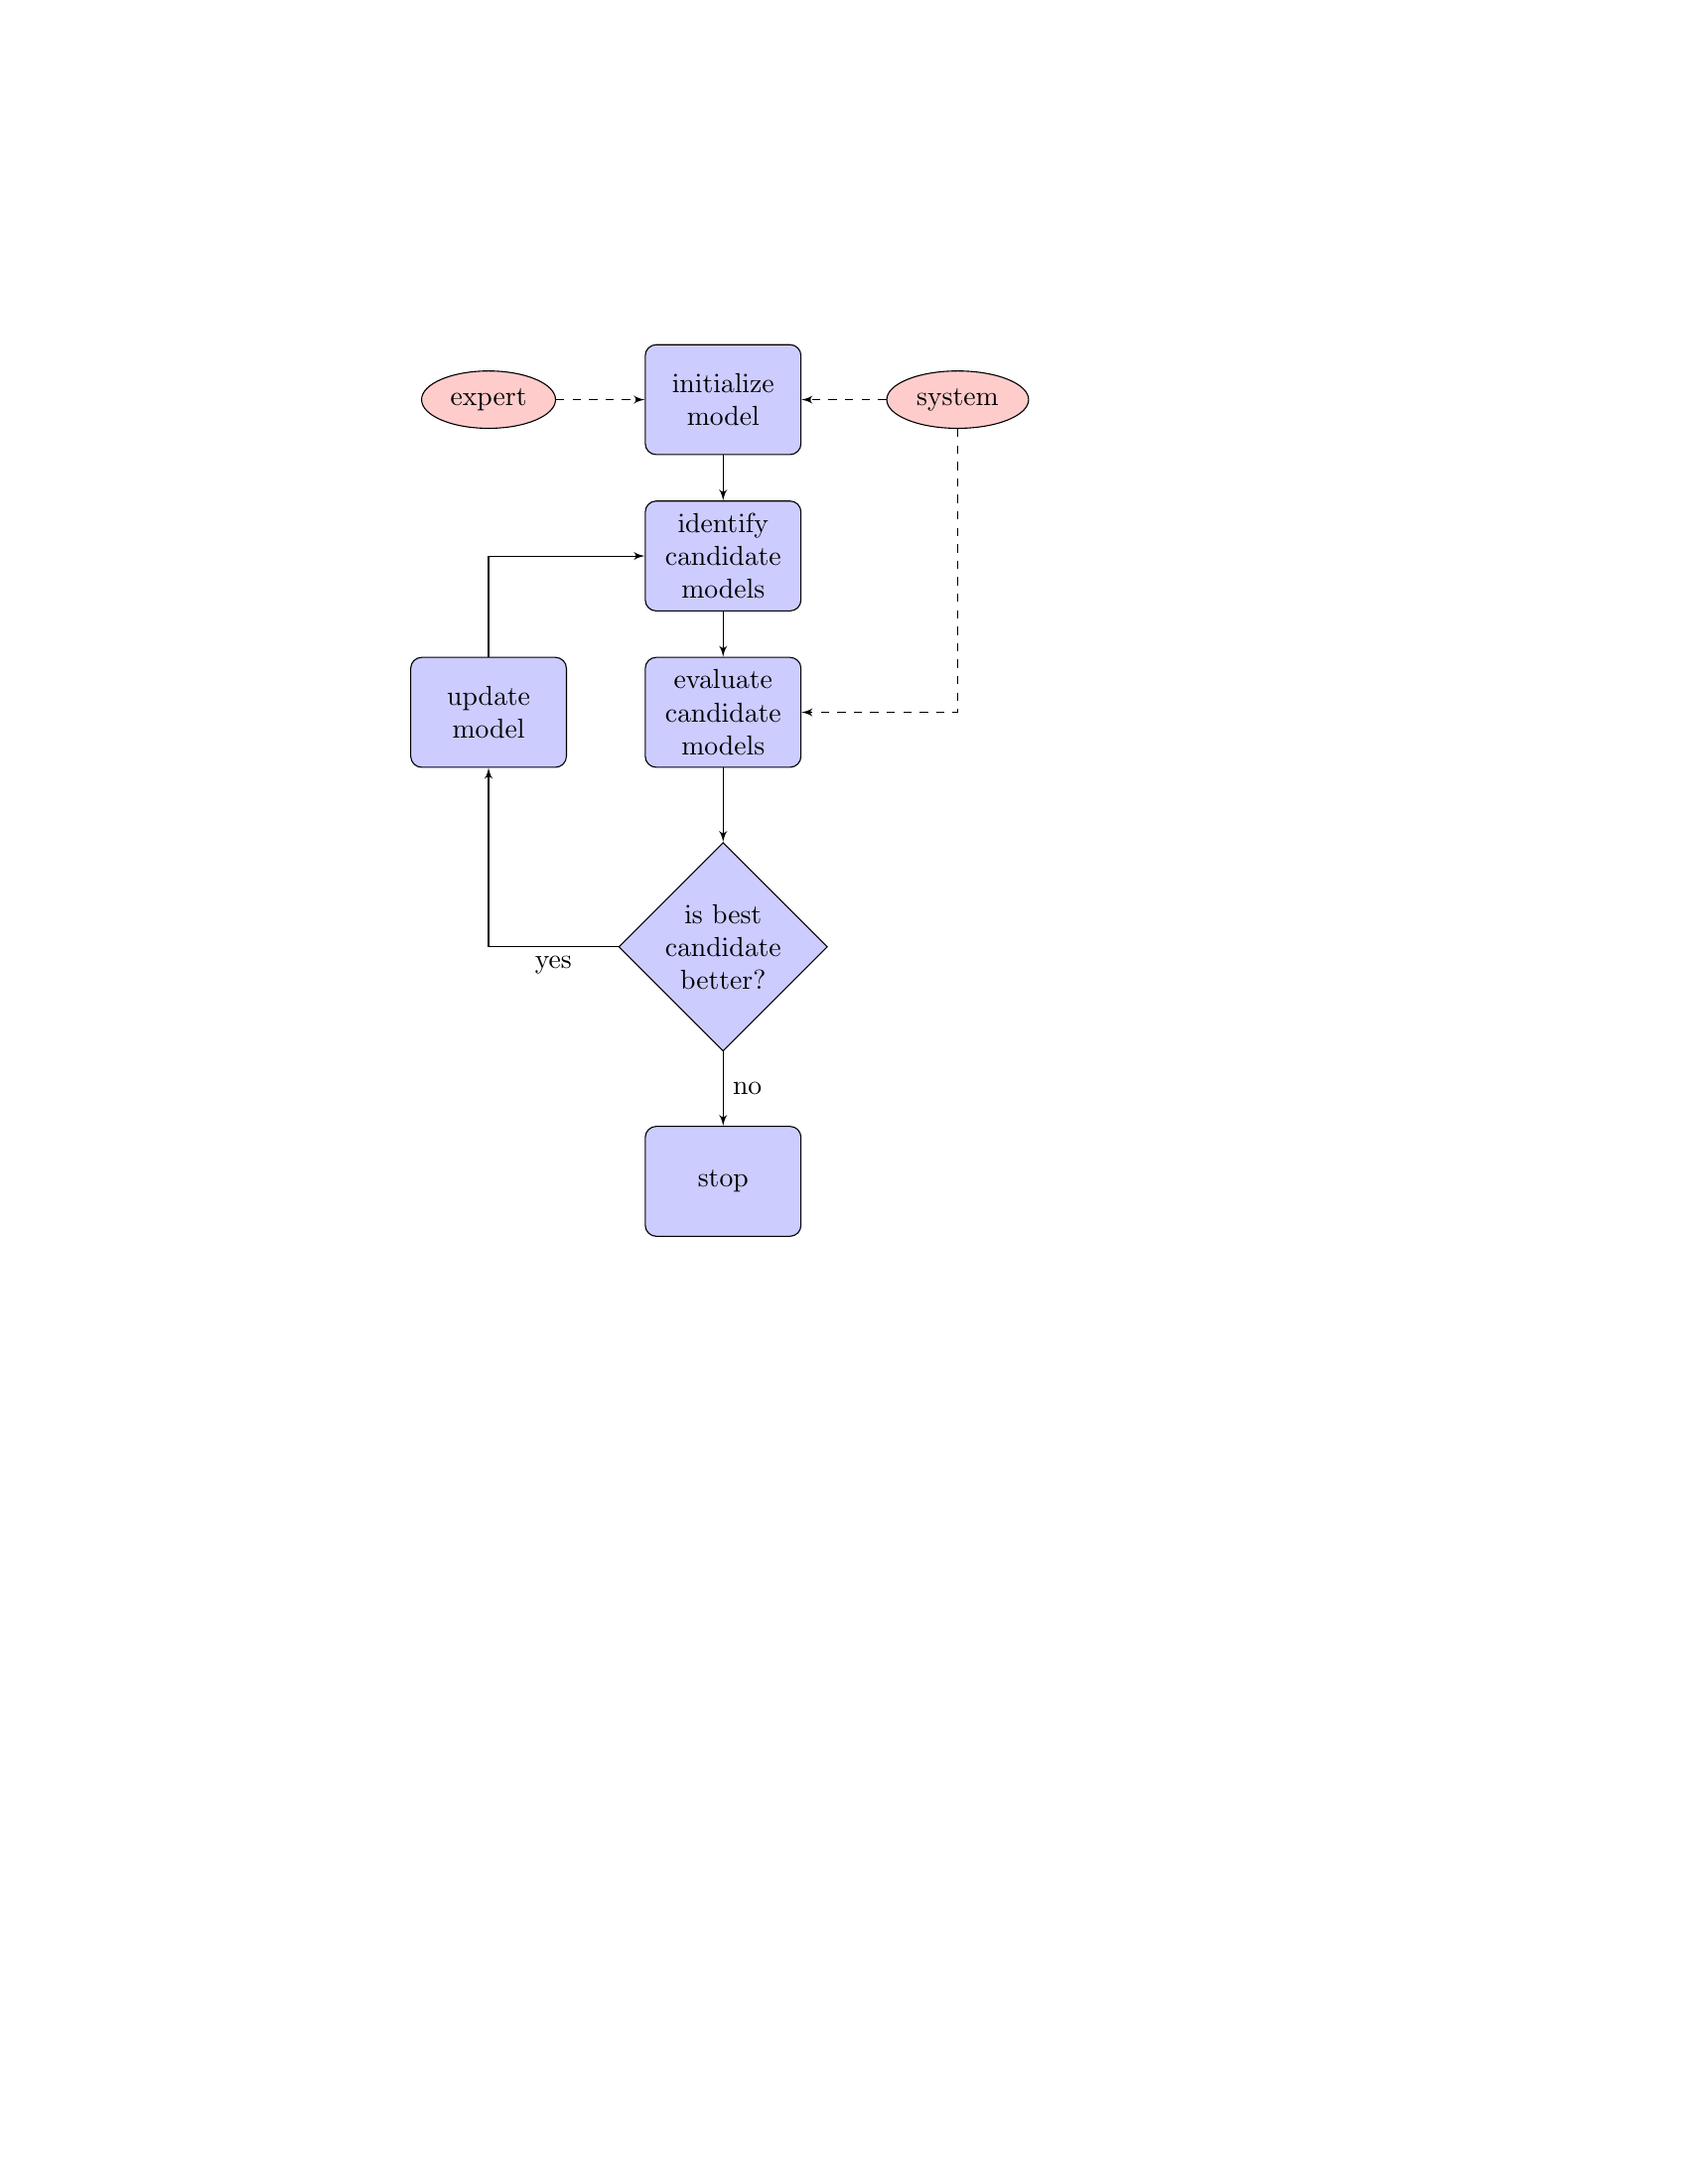 expert
initialize
model
system
identify
candidate
models
update
model
evaluate
candidate
models
is best
candidate
better?
yes
no
stop